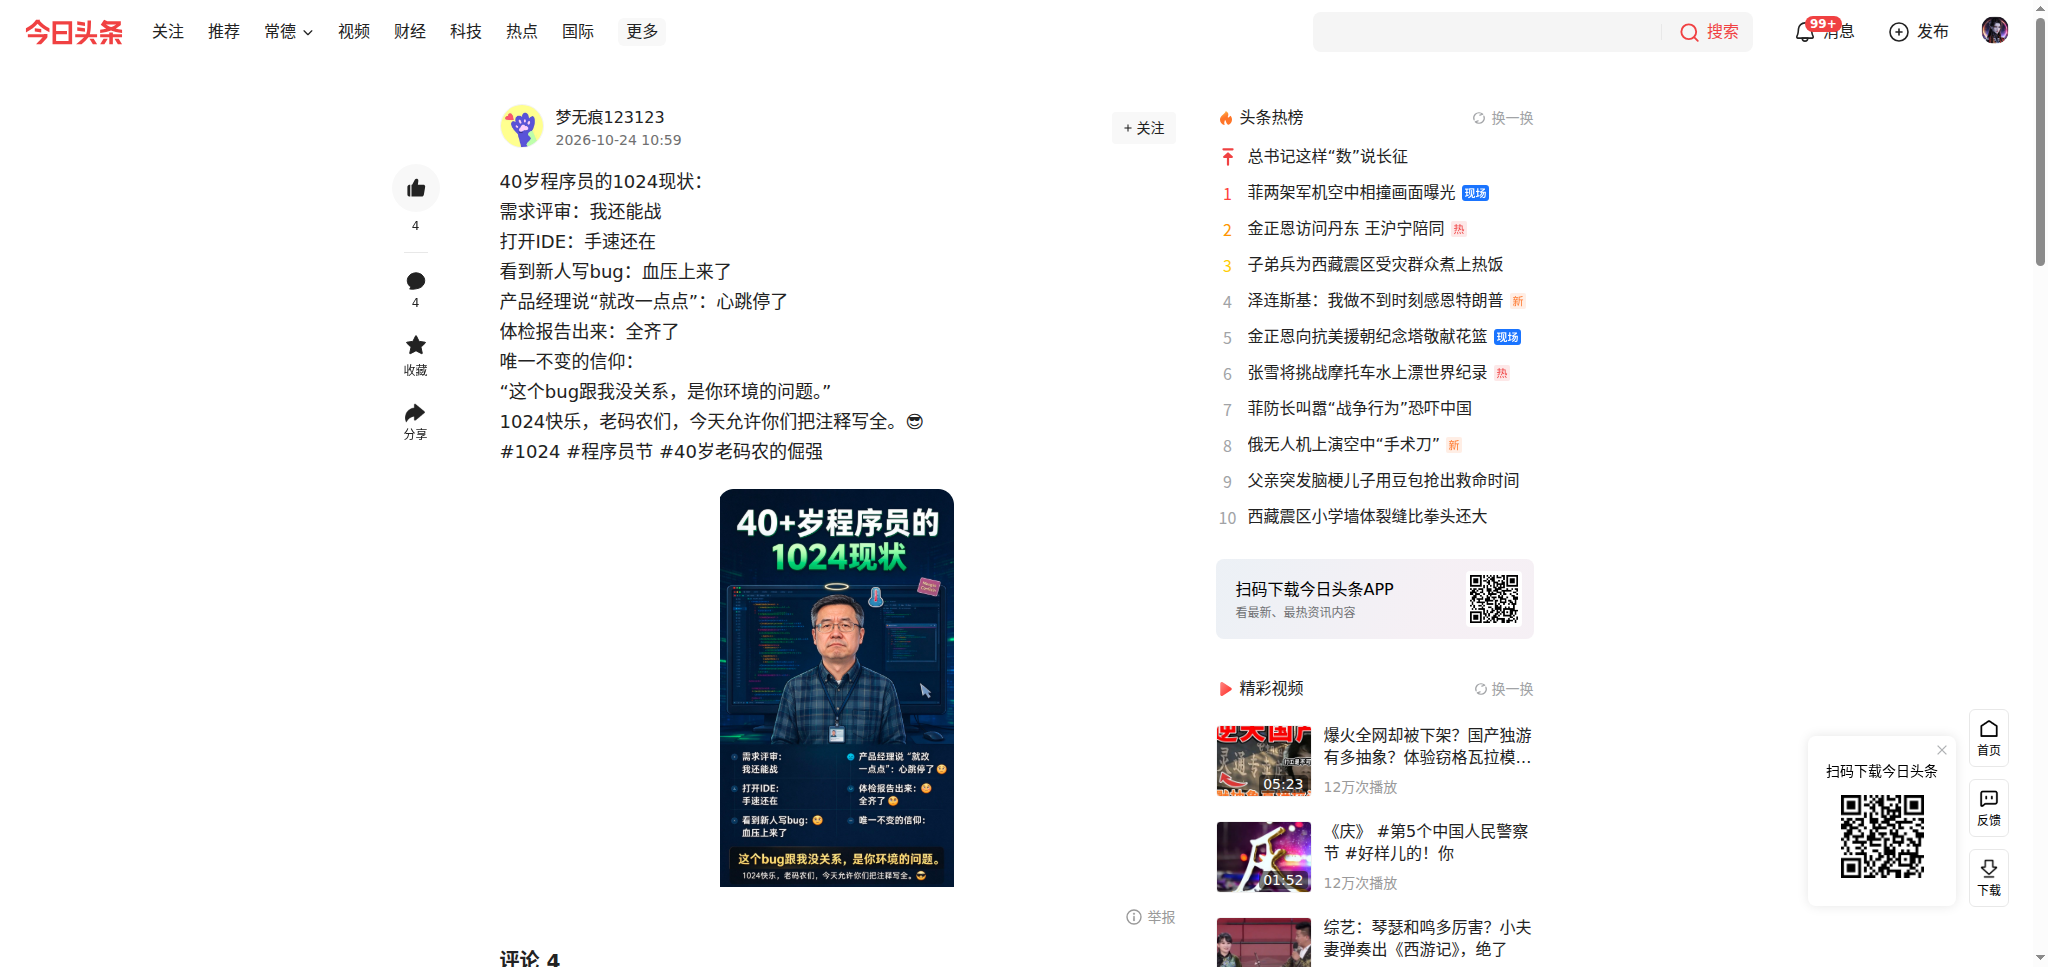 今日头条
关注
推荐
常德
视频
财经
科技
热点
国际
更多
搜索
99+
消息
发布
梦无痕123123
2026-10-24 10:59
+ 关注
4
4
收藏
分享
40岁程序员的1024现状：
需求评审：我还能战
打开IDE：手速还在
看到新人写bug：血压上来了
产品经理说“就改一点点”：心跳停了
体检报告出来：全齐了
唯一不变的信仰：
“这个bug跟我没关系，是你环境的问题。”
1024快乐，老码农们，今天允许你们把注释写全。😎
#1024 #程序员节 #40岁老码农的倔强
40+岁程序员的
1024现状
需求评审：
我还能战
打开IDE：
手速还在
看到新人写bug：
血压上来了
产品经理说“就改
一点点”：心跳停了
体检报告出来：
全齐了
唯一不变的信仰：
这个bug跟我没关系，是你环境的问题。
1024快乐，老码农们，今天允许你们把注释写全。😎
举报
评论 4
头条热榜
换一换
总书记这样“数”说长征
1 菲两架军机空中相撞画面曝光 现场
2 金正恩访问丹东 王沪宁陪同 热
3 子弟兵为西藏震区受灾群众煮上热饭
4 泽连斯基：我做不到时刻感恩特朗普 新
5 金正恩向抗美援朝纪念塔敬献花篮 现场
6 张雪将挑战摩托车水上漂世界纪录 热
7 菲防长叫嚣“战争行为”恐吓中国
8 俄无人机上演空中“手术刀” 新
9 父亲突发脑梗儿子用豆包抢出救命时间
10 西藏震区小学墙体裂缝比拳头还大
扫码下载今日头条APP
看最新、最热资讯内容
精彩视频
换一换
05:23
爆火全网却被下架？国产独游
有多抽象？体验窃格瓦拉模...
12万次播放
01:52
《庆》 #第5个中国人民警察
节 #好样儿的！你
12万次播放
综艺：琴瑟和鸣多厉害？小夫
妻弹奏出《西游记》，绝了
扫码下载今日头条
首页
反馈
下载